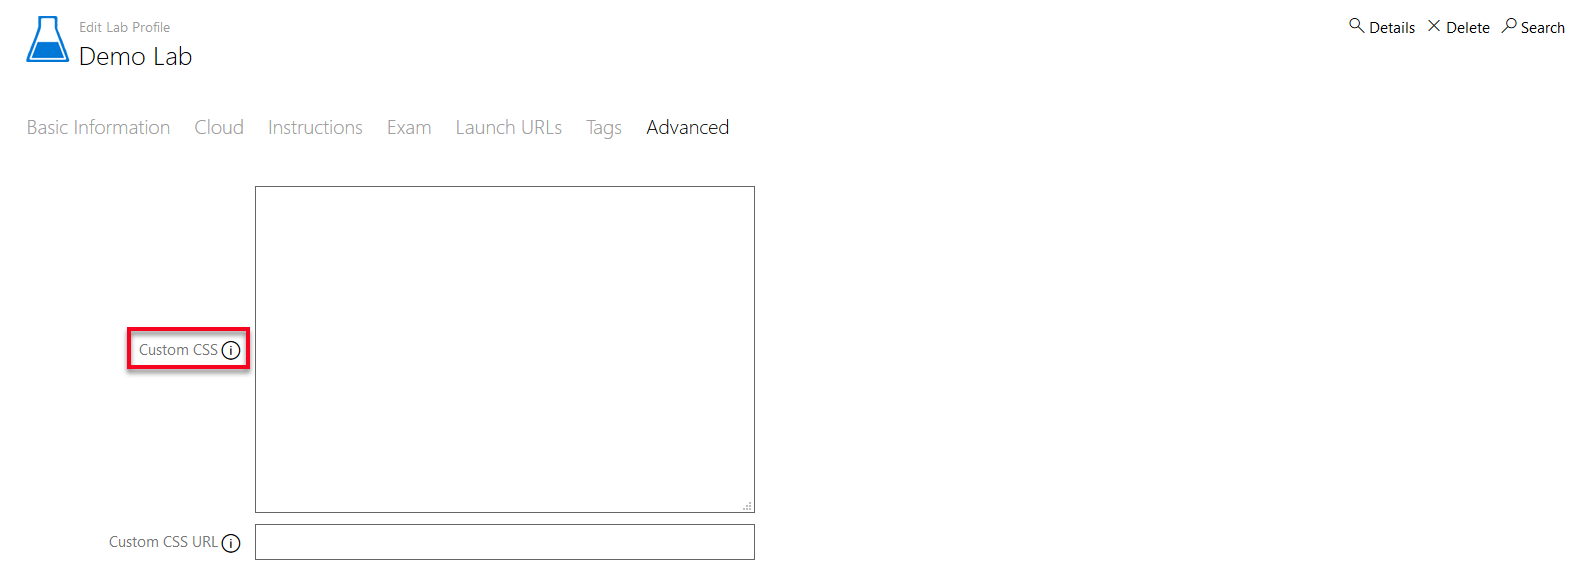 Edit Lab Profile
Demo Lab
Details Delete Search
Basic Information Cloud Instructions Exam Launch URLs Tags Advanced
Custom CSS
Custom CSS URL